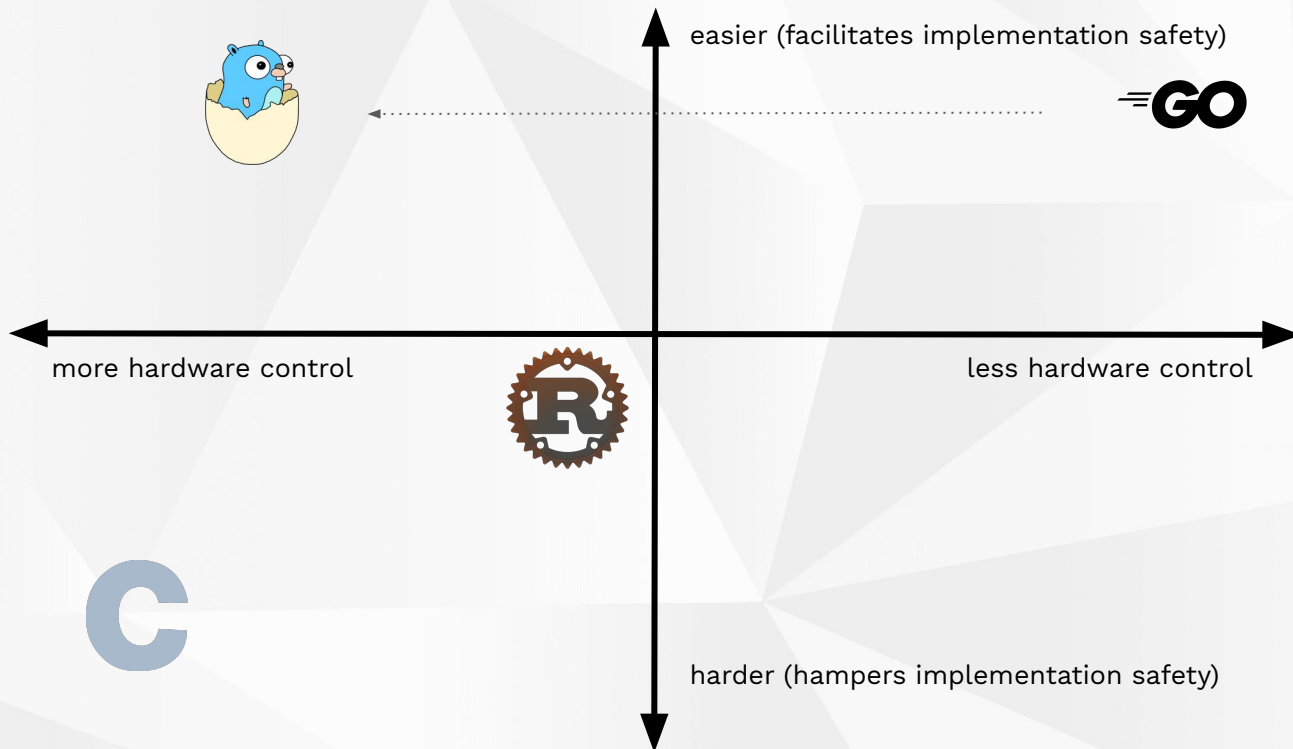 easier (facilitates implementation safety)
GO
more hardware control
less hardware control
R
C
harder (hampers implementation safety)